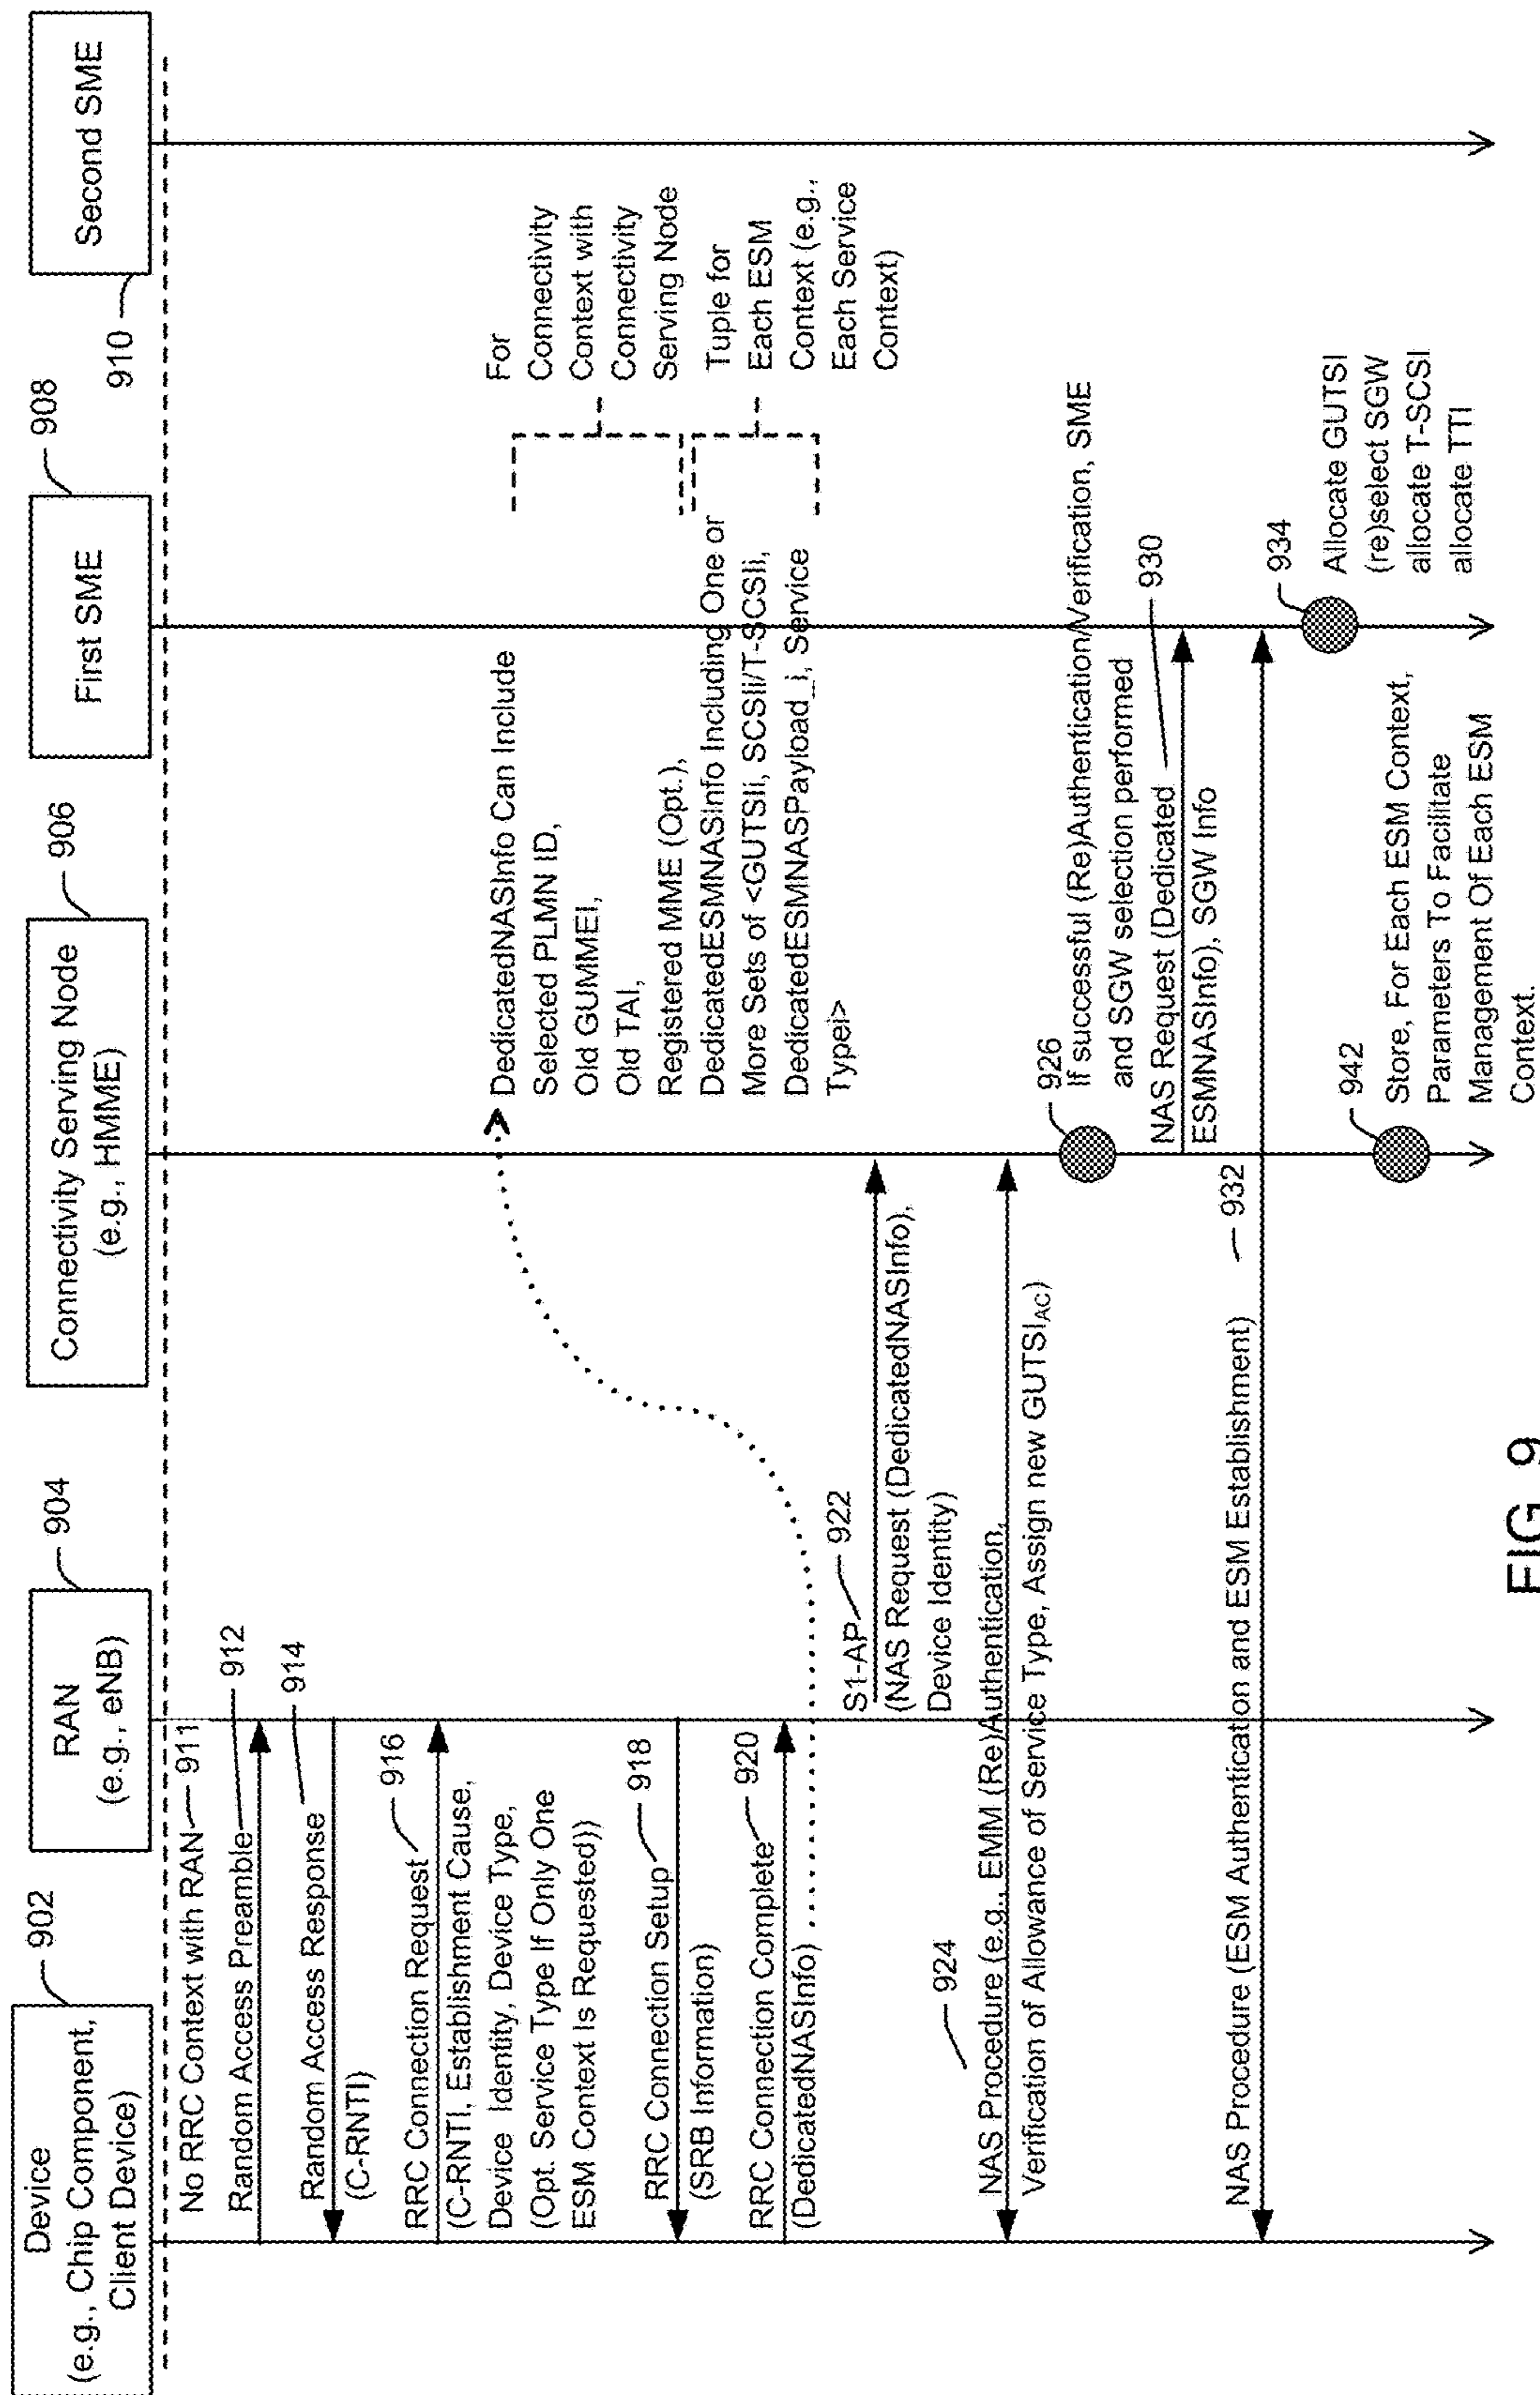 Device
(e.g., Chip Component,
Client Device)
902
RAN
(e.g., eNB)
904
Connectivity Serving Node
(e.g., HMME)
906
First SME
908
Second SME
910
No RRC Context with RAN
911
Random Access Preamble
912
Random Access Response
(C-RNTI)
914
RRC Connection Request
916
(C-RNTI, Establishment Cause,
Device Identity, Device Type,
(Opt. Service Type If Only One
ESM Context Is Requested))
RRC Connection Setup
918
(SRB Information)
RRC Connection Complete
920
(DedicatedNASInfo)
DedicatedNASInfo Can Include
Selected PLMN ID,
Old GUMMEI,
Old TAI,
Registered MME (Opt.),
DedicatedESMNASInfo Including One or
More Sets of <GUTSIi, SCSIi/T-SCSIi,
DedicatedESMNASPayload_i, Service
Typei>
For
Connectivity
Context with
Connectivity
Serving Node
Tuple for
Each ESM
Context (e.g.,
Each Service
Context)
S1-AP
922
(NAS Request (DedicatedNASInfo),
Device Identity)
924
NAS Procedure (e.g., EMM (Re)Authentication,
Verification of Allowance of Service Type, Assign new GUTSIAC)
926
If successful (Re)Authentication/Verification, SME
and SGW selection performed
NAS Request (Dedicated
930
ESMNASInfo), SGW Info
NAS Procedure (ESM Authentication and ESM Establishment)
932
934
Allocate GUTSI
(re)select SGW
allocate T-SCSI
allocate TTI
942
Store, For Each ESM Context,
Parameters To Facilitate
Management Of Each ESM
Context.
FIG. 9